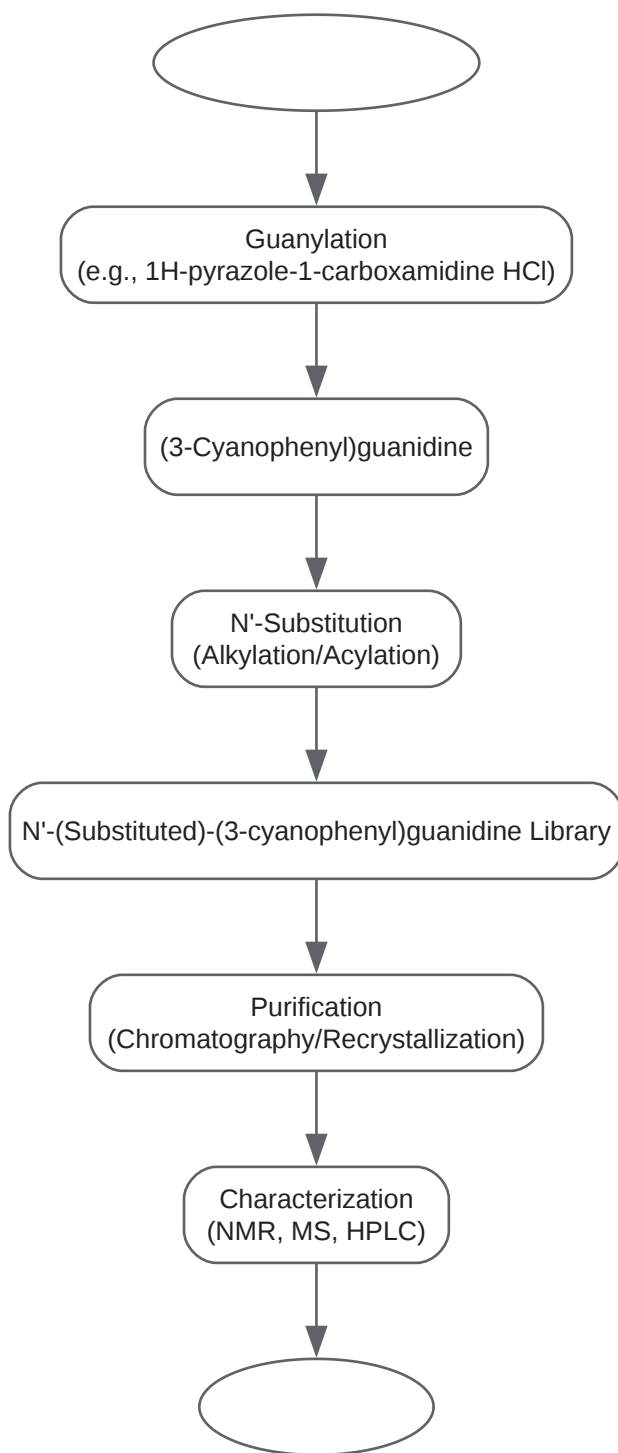 Guanylation
(e.g., 1H-pyrazole-1-carboxamidine HCl)
(3-Cyanophenyl)guanidine
N'-Substitution
(Alkylation/Acylation)
N'-(Substituted)-(3-cyanophenyl)guanidine Library
Purification
(Chromatography/Recrystallization)
Characterization
(NMR, MS, HPLC)